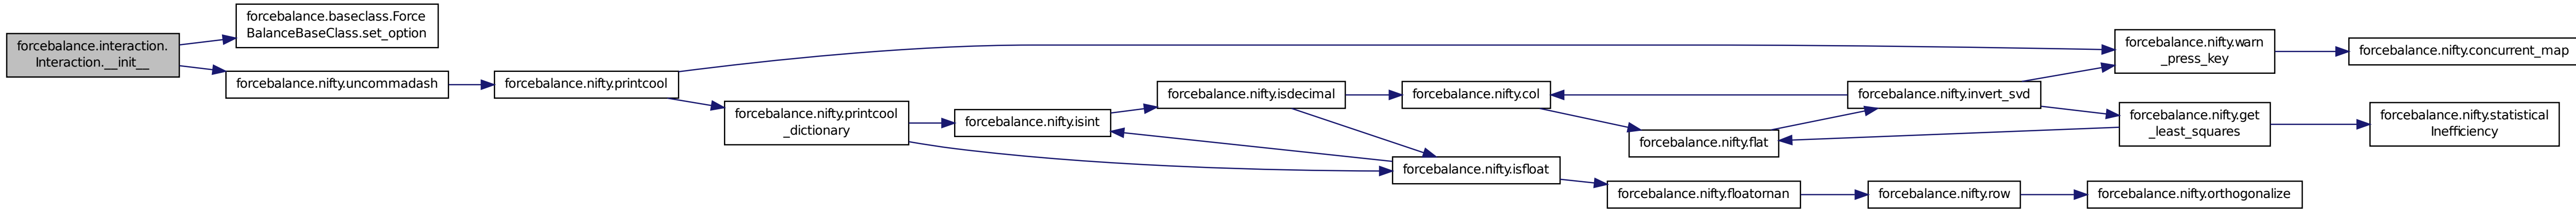 forcebalance.interaction.
Interaction.__init__
forcebalance.baseclass.Force
BalanceBaseClass.set_option
forcebalance.nifty.uncommadash
forcebalance.nifty.printcool
forcebalance.nifty.printcool
_dictionary
forcebalance.nifty.isint
forcebalance.nifty.isdecimal
forcebalance.nifty.isfloat
forcebalance.nifty.col
forcebalance.nifty.flat
forcebalance.nifty.floatornan
forcebalance.nifty.invert_svd
forcebalance.nifty.row
forcebalance.nifty.warn
_press_key
forcebalance.nifty.get
_least_squares
forcebalance.nifty.orthogonalize
forcebalance.nifty.concurrent_map
forcebalance.nifty.statistical
Inefficiency